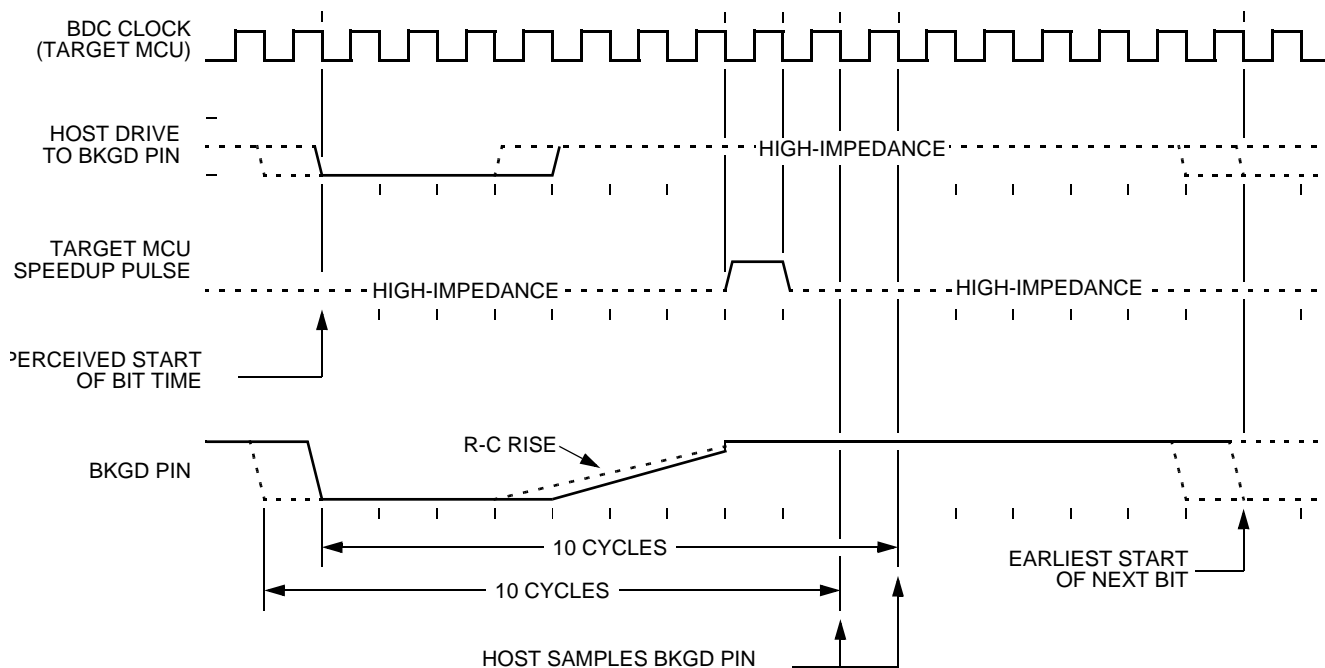 BDC CLOCK
(TARGET MCU)
HOST DRIVE
TO BKGD PIN
HIGH-IMPEDANCE
TARGET MCU
SPEEDUP PULSE
HIGH-IMPEDANCE
HIGH-IMPEDANCE
PERCEIVED START
OF BIT TIME
R-C RISE
BKGD PIN
10 CYCLES
EARLIEST START
OF NEXT BIT
10 CYCLES
HOST SAMPLES BKGD PIN